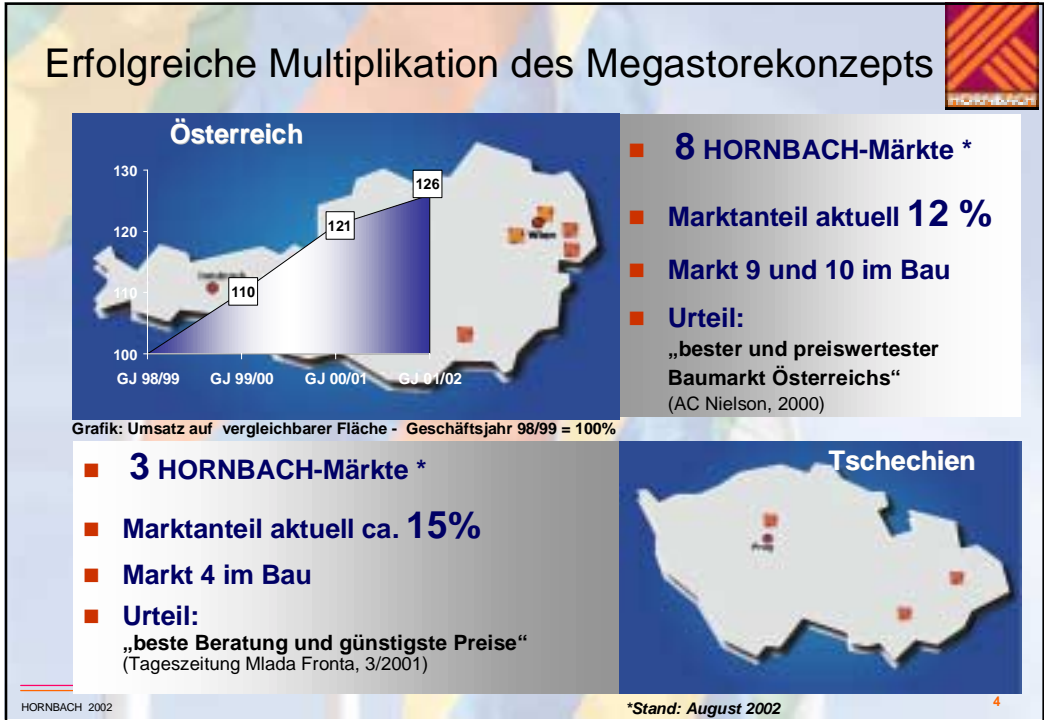 Erfolgreiche Multiplikation des Megastorekonzepts
HORNBACH
Österreich
130
120
110
100
126
121
110
Wien
GJ 98/99 GJ 99/00 GJ 00/01 GJ 01/02
Grafik: Umsatz auf vergleichbarer Fläche - Geschäftsjahr 98/99 = 100%
8 HORNBACH-Märkte *
Marktanteil aktuell 12 %
Markt 9 und 10 im Bau
Urteil:
„bester und preiswertester
Baumarkt Österreichs“
(AC Nielson, 2000)
3 HORNBACH-Märkte *
Marktanteil aktuell ca. 15%
Markt 4 im Bau
Urteil:
„beste Beratung und günstigste Preise“
(Tageszeitung Mlada Fronta, 3/2001)
Tschechien
HORNBACH 2002
*Stand: August 2002
4